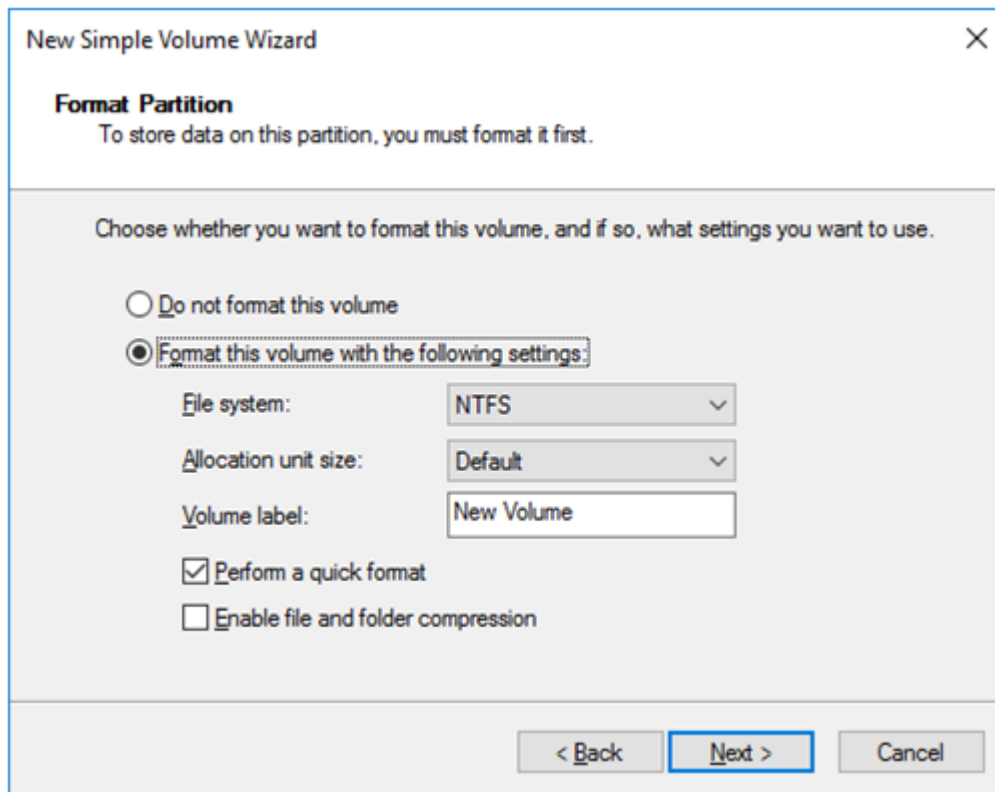 New Simple Volume Wizard
Format Partition
To store data on this partition, you must format it first.
Choose whether you want to format this volume, and if so, what settings you want to use.
Do not format this volume
Format this volume with the following settings:
File system: NTFS
Allocation unit size: Default
Volume label: New Volume
Perform a quick format
Enable file and folder compression
< Back Next > Cancel